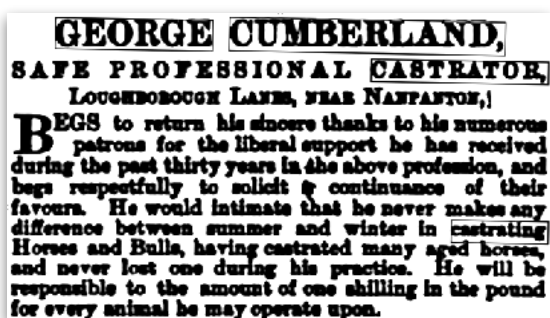 GEORGE CUMBERLAND,
SAFE PROFESSIONAL CASTRATOR,
LOUGHBOROUGH LANES, NEAR NANPANTON,
BEGS to return his sincere thanks to his numerous
patrons for the liberal support he has received
during the past thirty years in the above profession, and
begs respectfully to solicit a continuance of their
favours. He would intimate that he never makes any
difference between summer and winter in castrating
Horses and Bulls, having castrated many aged horses,
and never lost one during his practice. He will be
responsible to the amount of one shilling in the pound
for every animal he may operate upon.